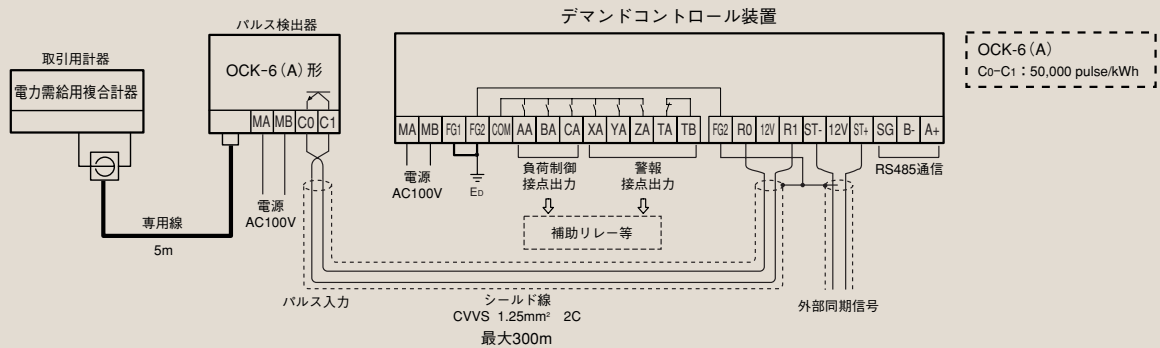 デマンドコントロール装置
パルス検出器
取引用計器
電力需給用複合計器
OCK-6(A)形
MA MB C0 C1
OCK-6(A)
C0-C1：50,000 pulse/kWh
MA MB FG1 FG2 COM AA BA CA XA YA ZA TA TB FG2 R0 12V R1 ST- 12V ST+ SG B- A+
電源
AC100V
電源
AC100V
ED
負荷制御
接点出力
警報
接点出力
RS485通信
補助リレー等
専用線
5m
パルス入力
シールド線
CVVS 1.25mm² 2C
最大300m
外部同期信号